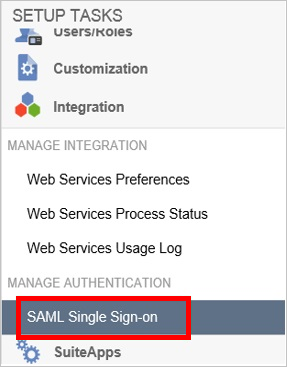 SETUP TASKS
Users/Roles
Customization
Integration
MANAGE INTEGRATION
Web Services Preferences
Web Services Process Status
Web Services Usage Log
MANAGE AUTHENTICATION
SAML Single Sign-on
SuiteApps